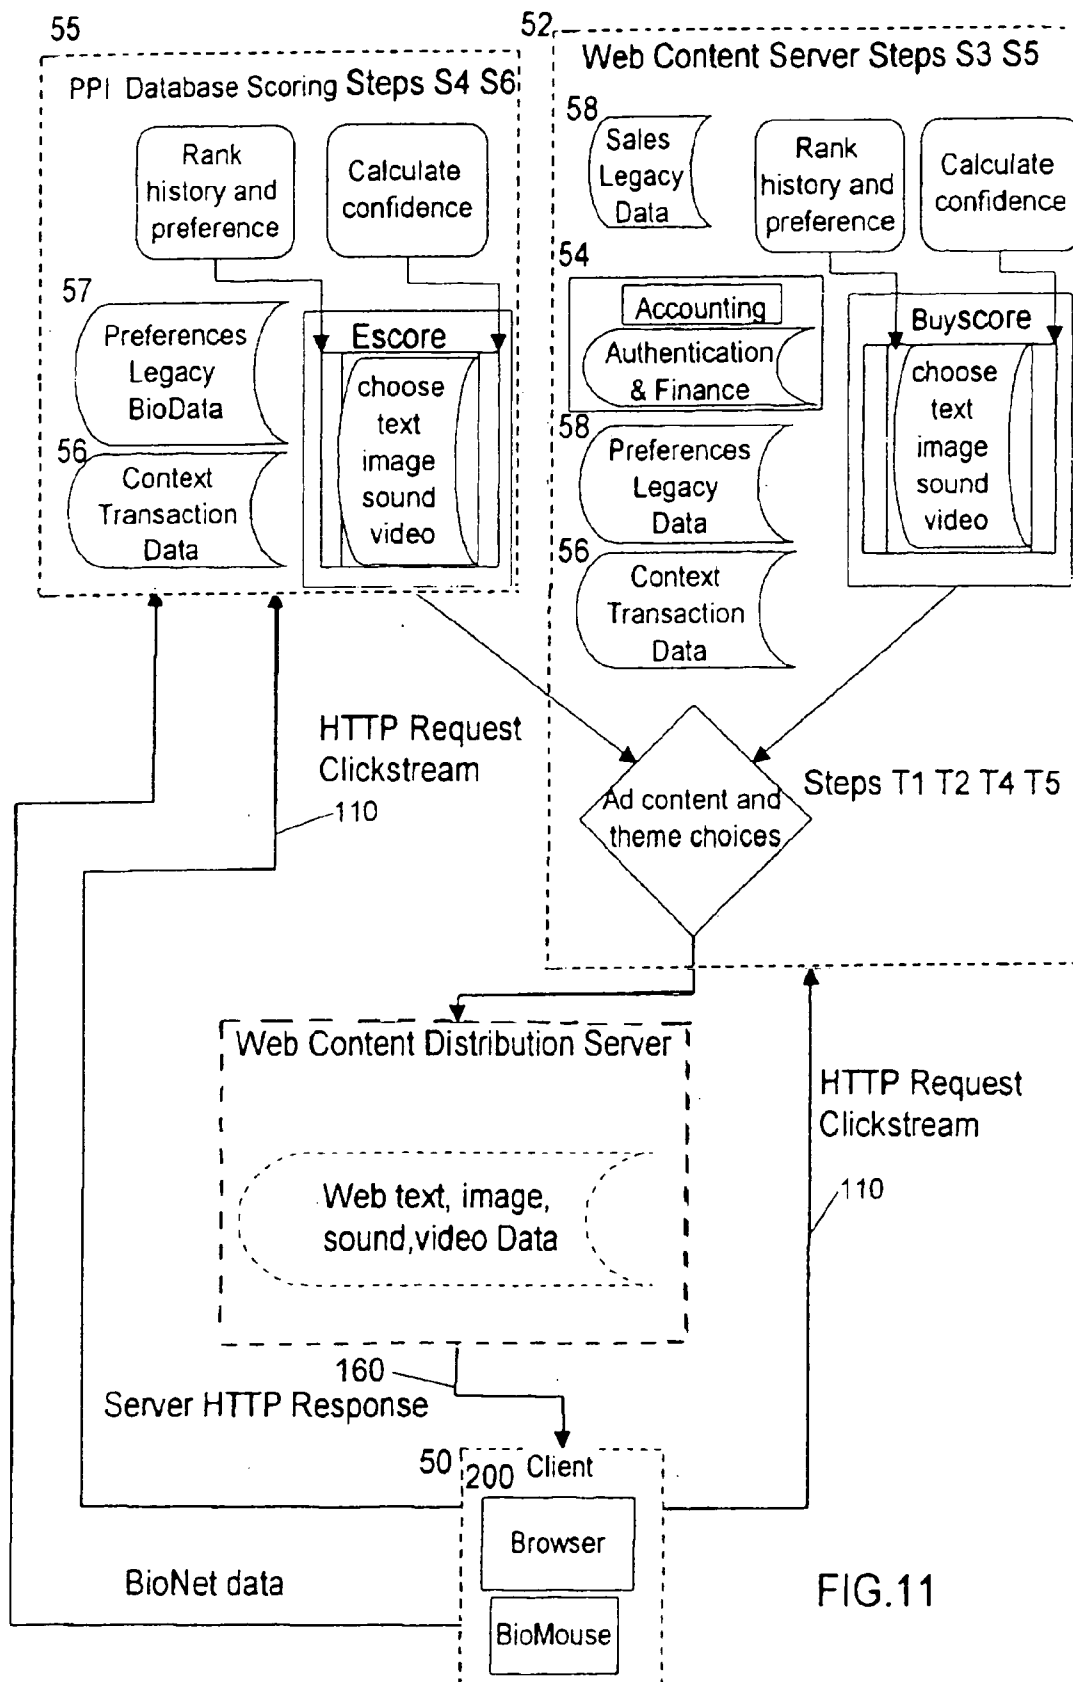 55
PPI Database Scoring Steps S4 S6
Rank
history and
preference
Calculate
confidence
57
Preferences
Legacy
BioData
56
Context
Transaction
Data
Escore
choose
text
image
sound
video
52
Web Content Server Steps S3 S5
58
Sales
Legacy
Data
Rank
history and
preference
Calculate
confidence
54
Accounting
Authentication
& Finance
58
Preferences
Legacy
Data
56
Context
Transaction
Data
Buyscore
choose
text
image
sound
video
HTTP Request
Clickstream
110
Ad content and
theme choices
Steps T1 T2 T4 T5
Web Content Distribution Server
Web text, image,
sound,video Data
HTTP Request
Clickstream
110
160
Server HTTP Response
50
200
Client
Browser
BioMouse
BioNet data
FIG.11